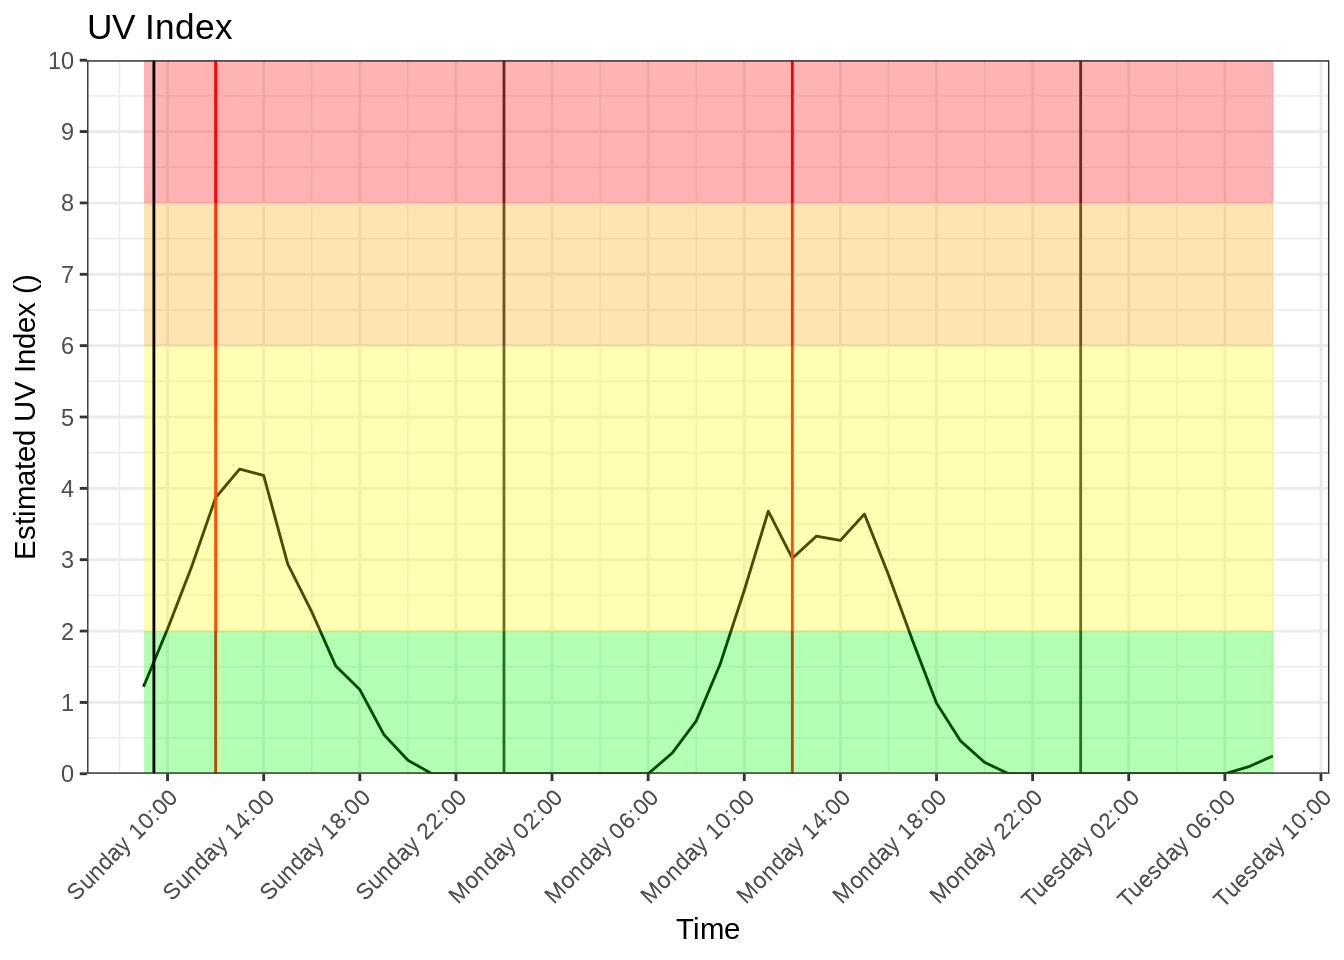 UV Index
Estimated UV Index ()
10
9
8
7
6
5
4
3
2
1
0
Sunday 10:00
Sunday 14:00
Sunday 18:00
Sunday 22:00
Monday 02:00
Monday 06:00
Monday 10:00
Monday 14:00
Monday 18:00
Monday 22:00
Tuesday 02:00
Tuesday 06:00
Tuesday 10:00
Time